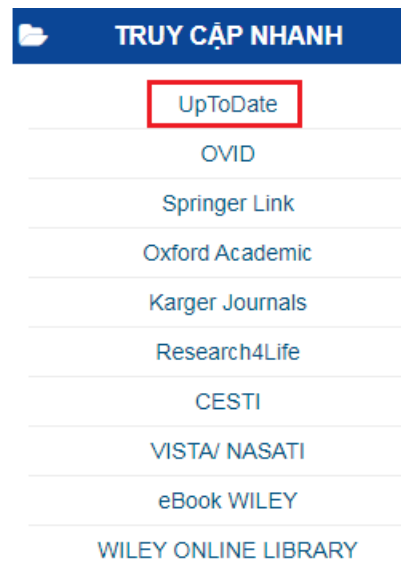 TRUY CẬP NHANH
UpToDate
OVID
Springer Link
Oxford Academic
Karger Journals
Research4Life
CESTI
VISTA/ NASATI
eBook WILEY
WILEY ONLINE LIBRARY